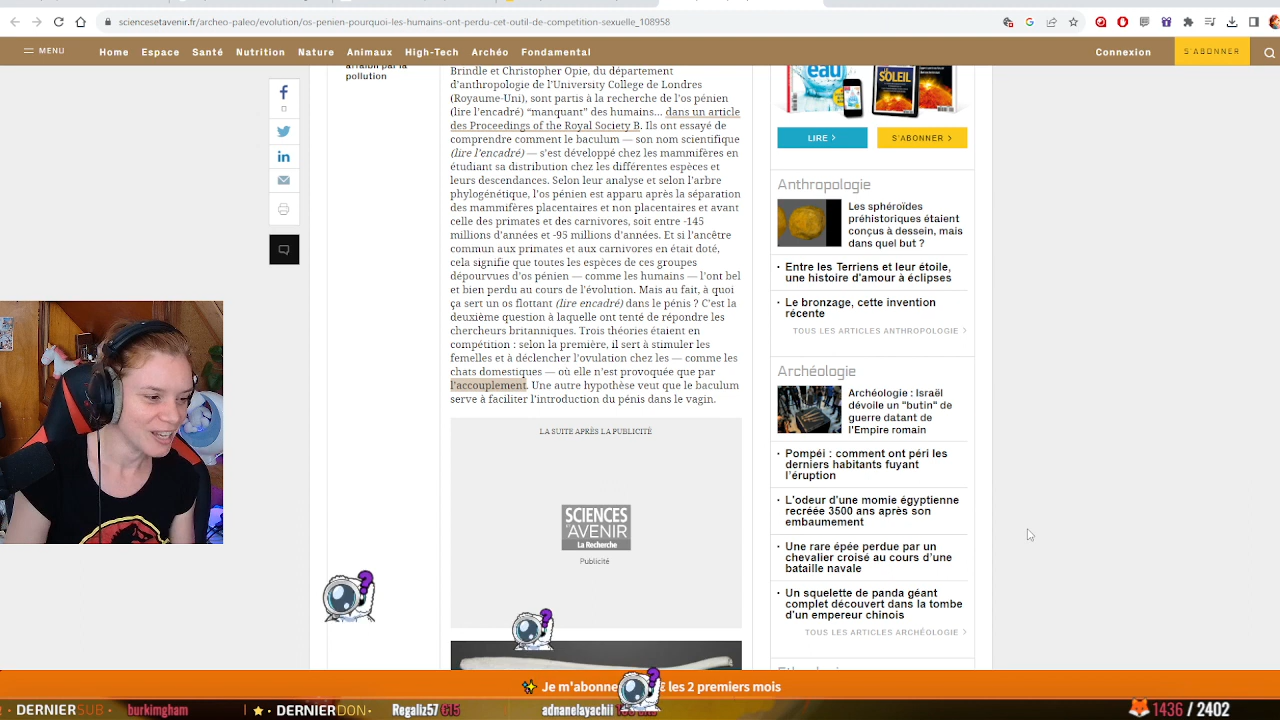 sciencesetavenir.fr/archeo-paleo/evolution/os-penien-pourquoi-les-humains-ont-perdu-cet-outil-de-competition-sexuelle_108958
MENU
Home
Espace
Santé
Nutrition
Nature
Animaux
High-Tech
Archéo
Fondamental
Connexion
S'ABONNER
pollution
Brindle et Christopher Opie, du département
d'anthropologie de l'University College de Londres
(Royaume-Uni), sont partis à la recherche de l'os pénien
(lire l'encadré) “manquant” des humains... dans un article
des Proceedings of the Royal Society B. Ils ont essayé de
comprendre comment le baculum — son nom scientifique
(lire l'encadré) — s'est développé chez les mammifères en
étudiant sa distribution chez les différentes espèces et
leurs descendances. Selon leur analyse et selon l'arbre
phylogénétique, l'os pénien est apparu après la séparation
des mammifères placentaires et non placentaires et avant
celle des primates et des carnivores, soit entre -145
millions d'années et -95 millions d'années. Et si l'ancêtre
commun aux primates et aux carnivores en était doté,
cela signifie que toutes les espèces de ces groupes
dépourvues d'os pénien — comme les humains — l'ont bel
et bien perdu au cours de l'évolution. Mais au fait, à quoi
ça sert un os flottant (lire encadré) dans le pénis ? C'est la
deuxième question à laquelle ont tenté de répondre les
chercheurs britanniques. Trois théories étaient en
compétition : selon la première, il sert à stimuler les
femelles et à déclencher l'ovulation chez les — comme les
chats domestiques — où elle n'est provoquée que par
l'accouplement. Une autre hypothèse veut que le baculum
serve à faciliter l'introduction du pénis dans le vagin.
LA SUITE APRÈS LA PUBLICITÉ
SCIENCES
ET AVENIR
La Recherche
Publicité
eau
LE SOLEIL
LIRE >
S'ABONNER >
Anthropologie
Les sphéroïdes
préhistoriques étaient
conçus à dessein, mais
dans quel but ?
Entre les Terriens et leur étoile,
une histoire d'amour à éclipses
Le bronzage, cette invention
récente
TOUS LES ARTICLES ANTHROPOLOGIE >
Archéologie
Archéologie : Israël
dévoile un "butin" de
guerre datant de
l'Empire romain
Pompéi : comment ont péri les
derniers habitants fuyant
l'éruption
L'odeur d'une momie égyptienne
recréée 3500 ans après son
embaumement
Une rare épée perdue par un
chevalier croisé au cours d'une
bataille navale
Un squelette de panda géant
complet découvert dans la tombe
d'un empereur chinois
TOUS LES ARTICLES ARCHÉOLOGIE >
Je m'abonne € les 2 premiers mois
DERNIERSUB burkimgham
DERNIERDON Regaliz57 €15
adnanelayachii
1436 / 2402